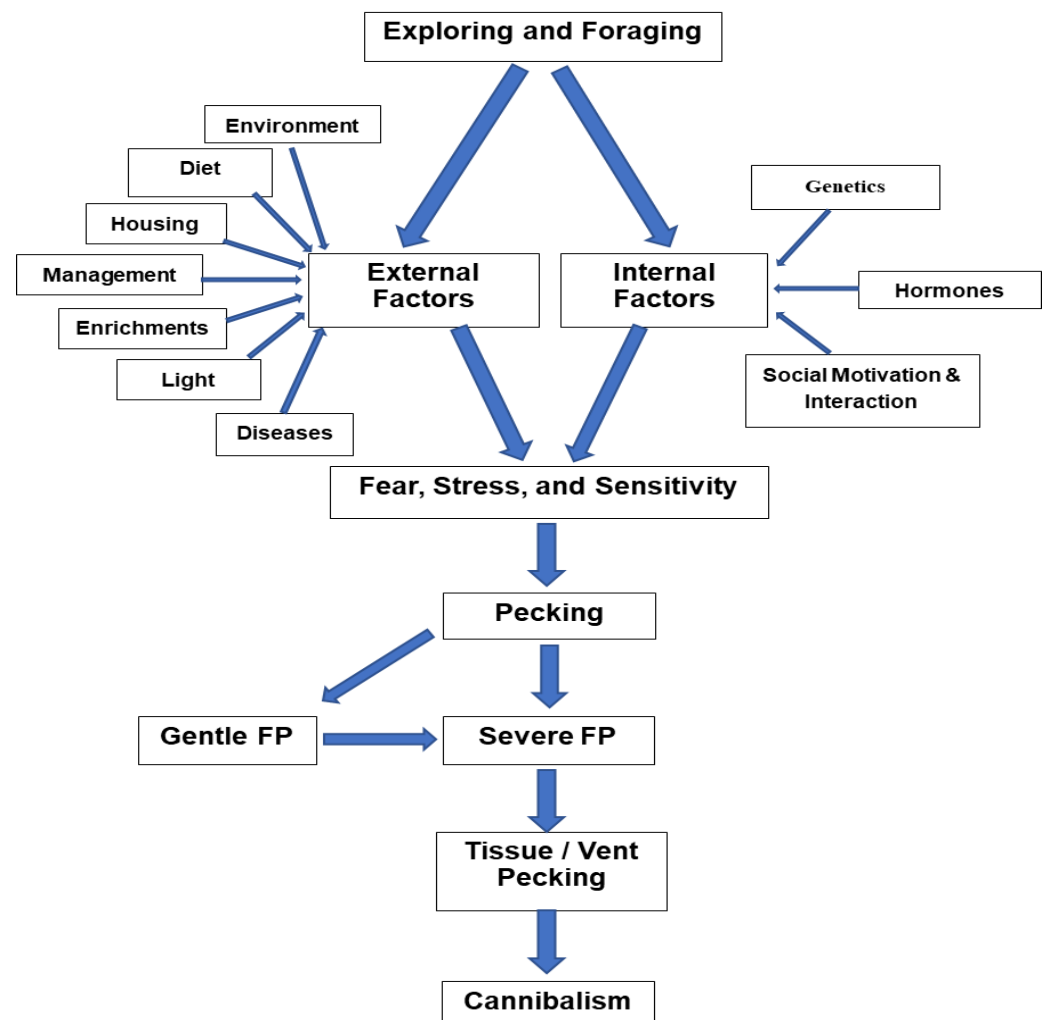 Exploring and Foraging
Environment
Diet
Housing
Management
Enrichments
Light
Diseases
External
Factors
Internal
Factors
Genetics
Hormones
Social Motivation &
Interaction
Fear, Stress, and Sensitivity
Pecking
Gentle FP
Severe FP
Tissue / Vent
Pecking
Cannibalism